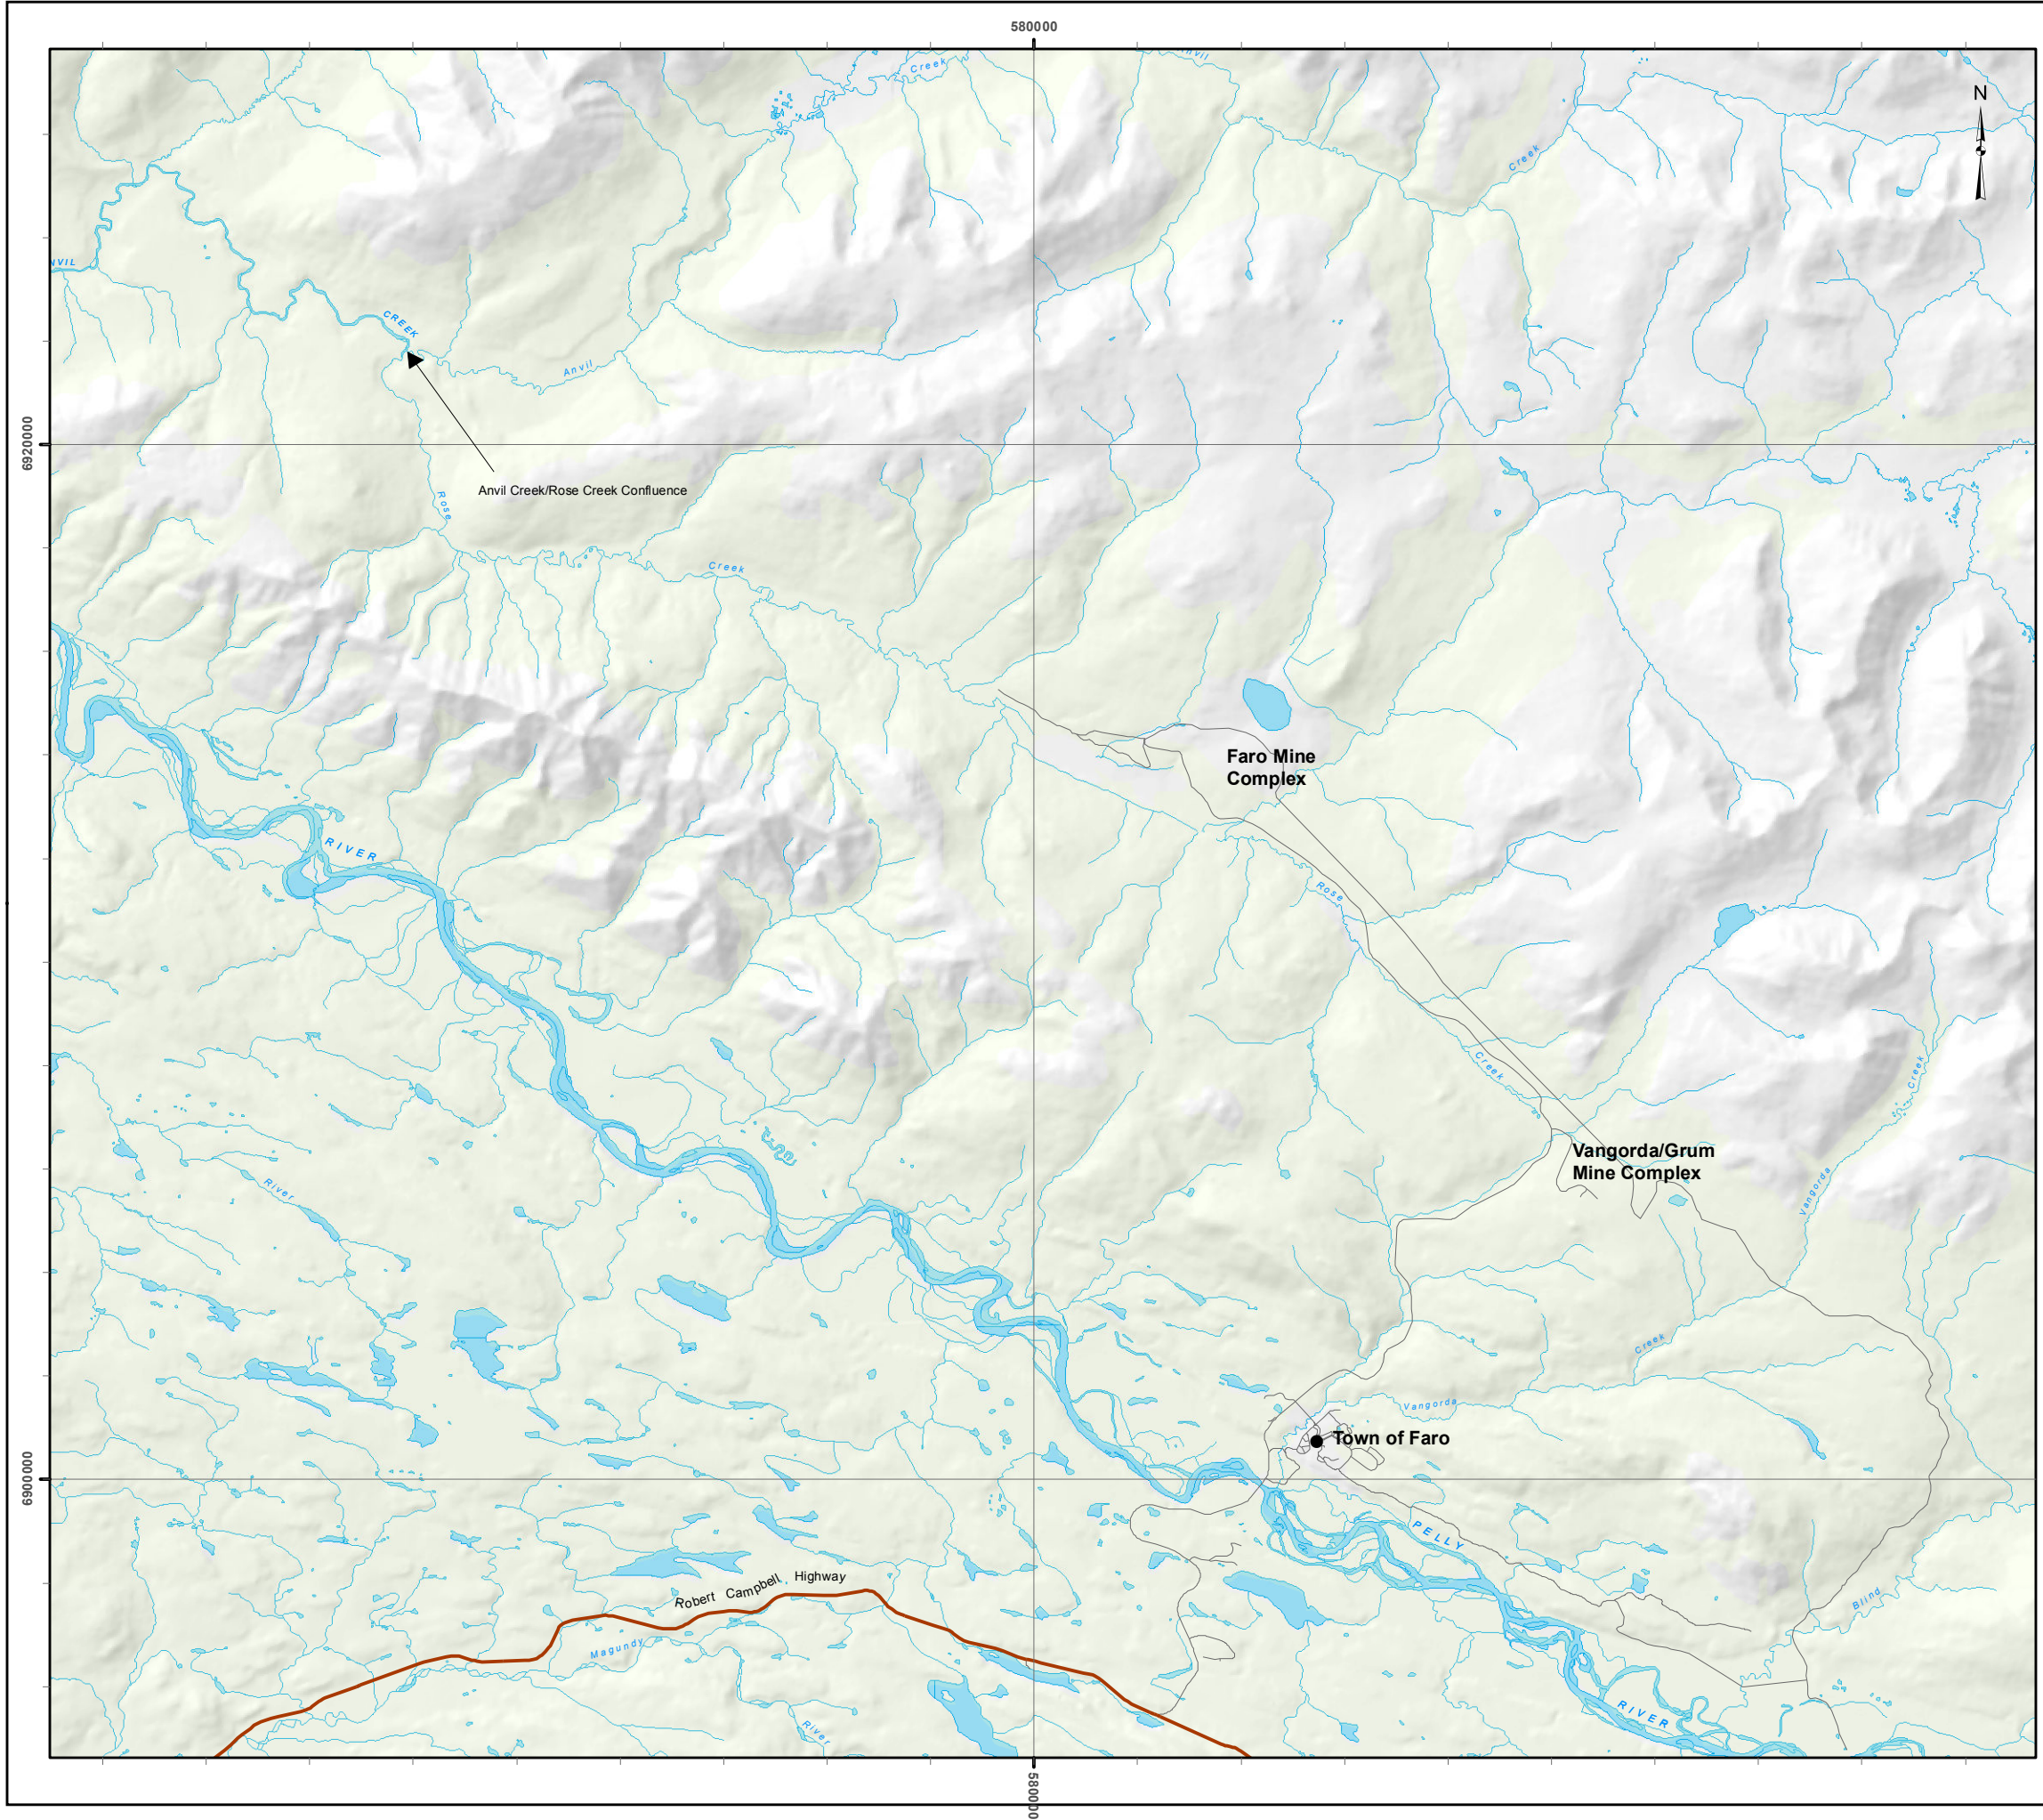 580000
Creek
nvil
N
Creek
NVIL
CREEK
Anvil
6920000
Anvil Creek/Rose Creek Confluence
Rose
Creek
Faro Mine
Complex
RIVER
Rose
Creek
Creek
Vangorda/Grum
Mine Complex
Vangorda
River
Creek
Vangorda
Town of Faro
6900000
PELLY
Robert Campbell Highway
Blind
Magundy
RIVER
River
580000